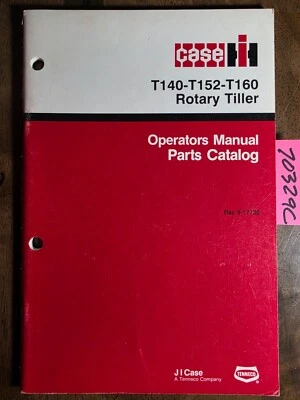 CASE IH
T140-T152-T160
Rotary Tiller
Operators Manual
Parts Catalog
J I Case
A Tenneco Company
TENNECO
70329C